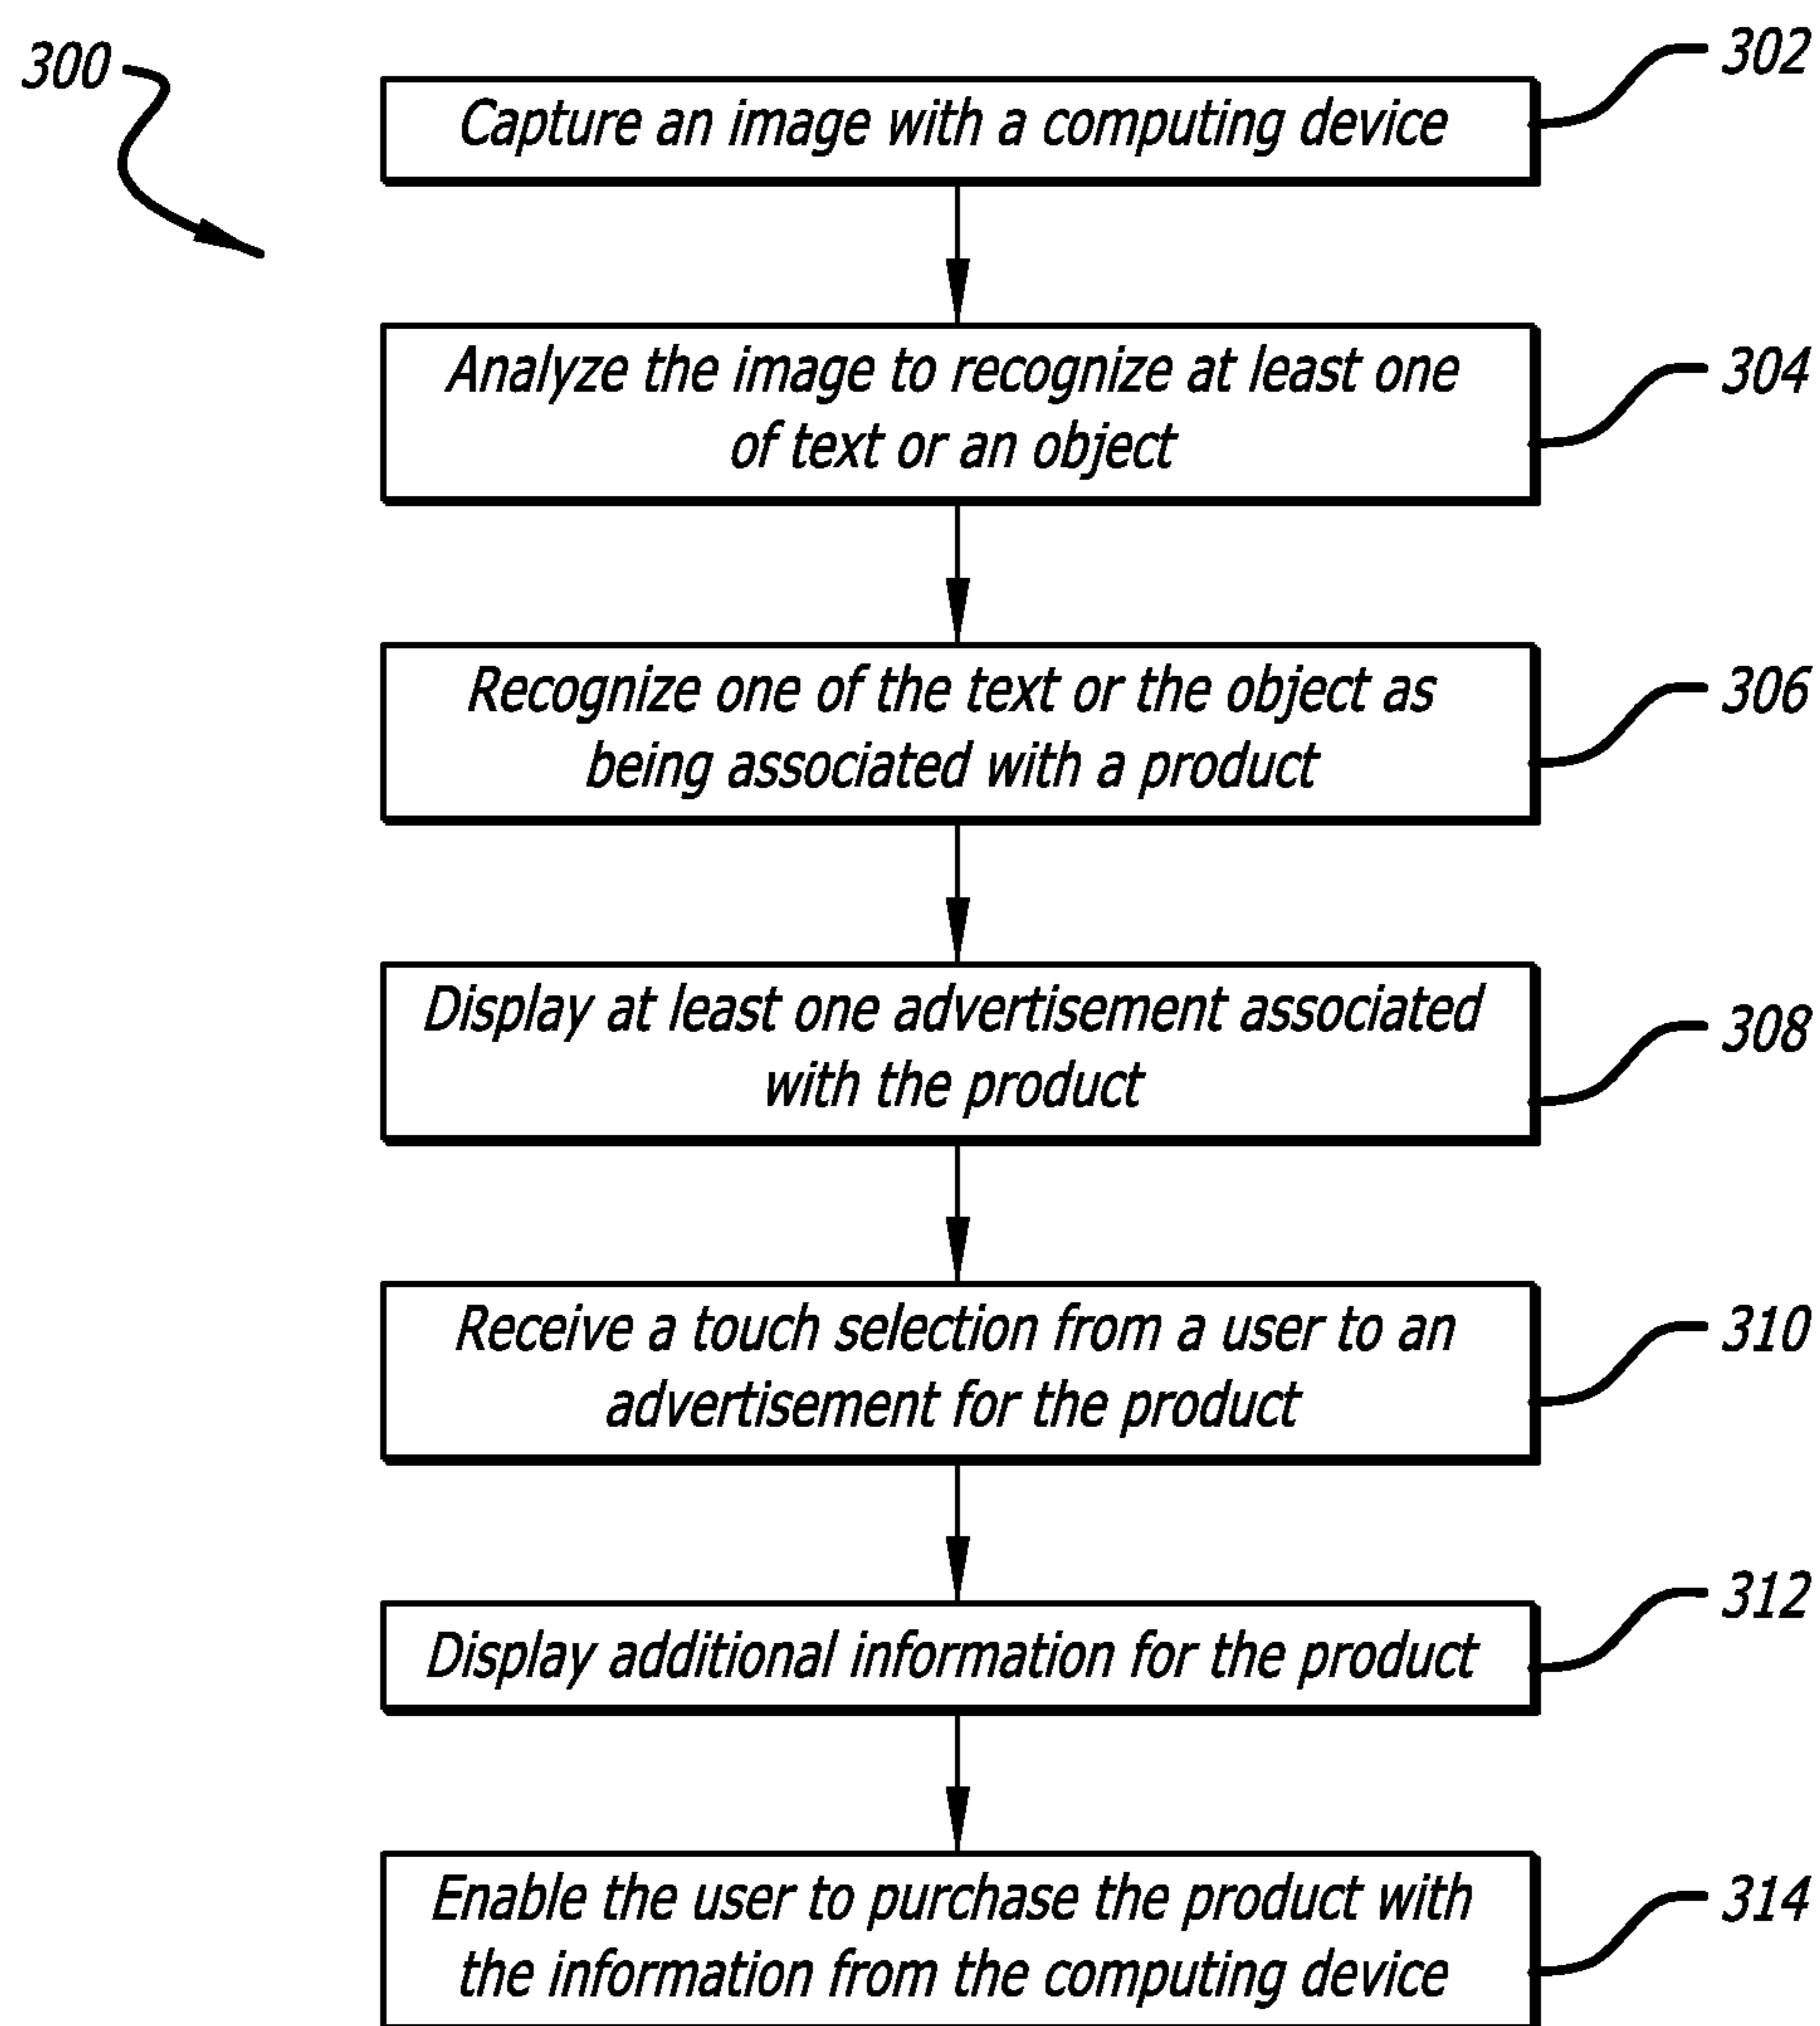 300
302
Capture an image with a computing device
304
Analyze the image to recognize at least one
of text or an object
306
Recognize one of the text or the object as
being associated with a product
308
Display at least one advertisement associated
with the product
310
Receive a touch selection from a user to an
advertisement for the product
312
Display additional information for the product
314
Enable the user to purchase the product with
the information from the computing device